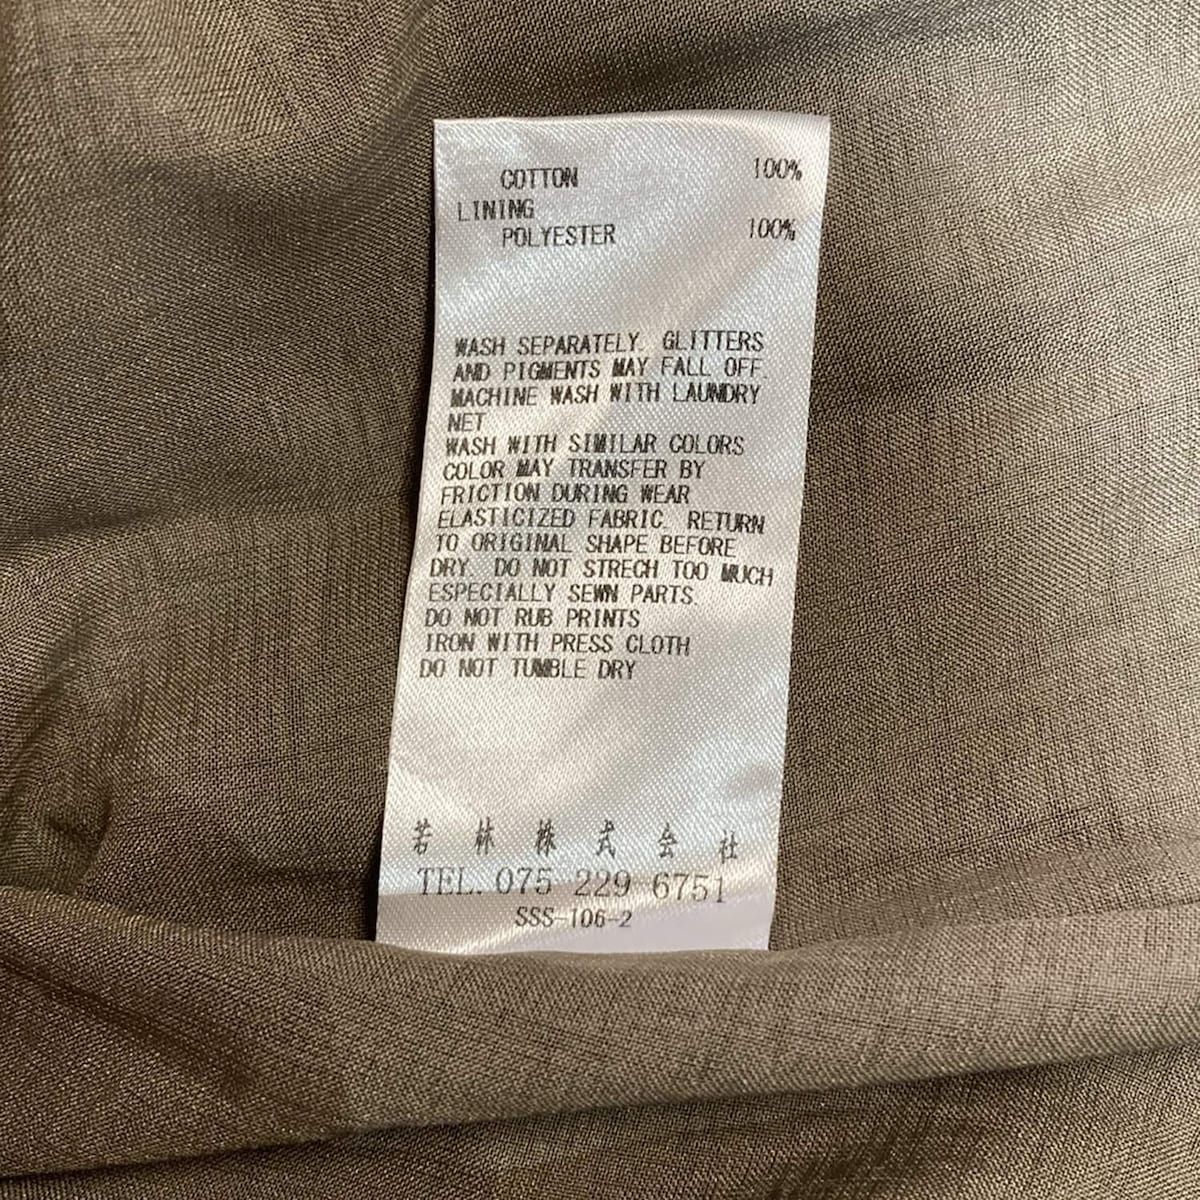 COTTON 100%
LINING
POLYESTER 100%
WASH SEPARATELY. GLITTERS
AND PIGMENTS MAY FALL OFF.
MACHINE WASH WITH LAUNDRY
NET
WASH WITH SIMILAR COLORS
COLOR MAY TRANSFER BY
FRICTION DURING WEAR
ELASTICIZED FABRIC. RETURN
TO ORIGINAL SHAPE BEFORE
DRY. DO NOT STRECH TOO MUCH
ESPECIALLY SEWN PARTS.
DO NOT RUB PRINTS
IRON WITH PRESS CLOTH
DO NOT TUMBLE DRY
若林株式会社
TEL. 075 229 6751
SSS-106-2